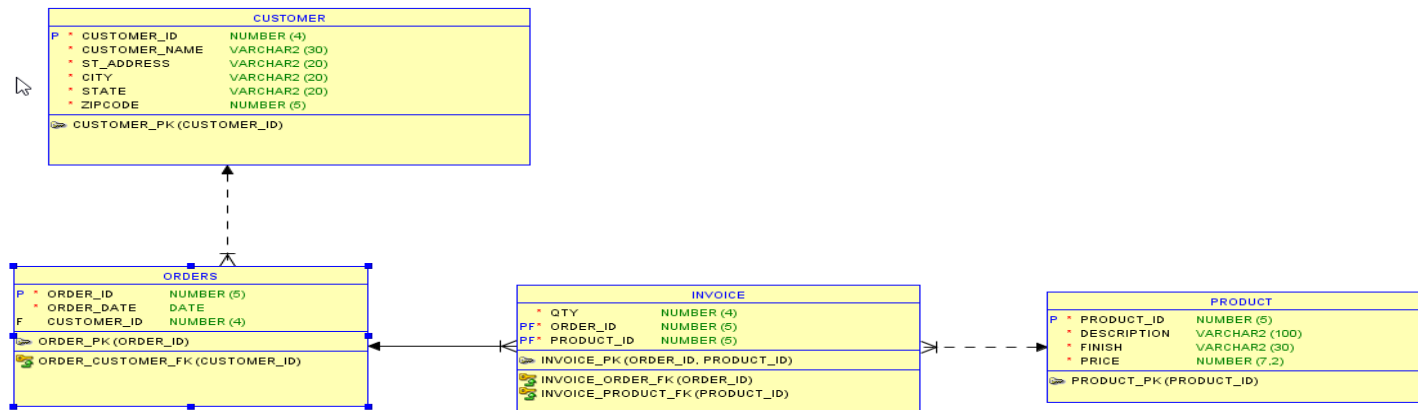 CUSTOMER
P * CUSTOMER_ID NUMBER (4)
* CUSTOMER_NAME VARCHAR2 (30)
* ST_ADDRESS VARCHAR2 (20)
* CITY VARCHAR2 (20)
* STATE VARCHAR2 (20)
* ZIPCODE NUMBER (5)
CUSTOMER_PK (CUSTOMER_ID)
ORDERS
P * ORDER_ID NUMBER (5)
* ORDER_DATE DATE
F CUSTOMER_ID NUMBER (4)
ORDER_PK (ORDER_ID)
ORDER_CUSTOMER_FK (CUSTOMER_ID)
INVOICE
* QTY NUMBER (4)
PF* ORDER_ID NUMBER (5)
PF* PRODUCT_ID NUMBER (5)
INVOICE_PK (ORDER_ID, PRODUCT_ID)
INVOICE_ORDER_FK (ORDER_ID)
INVOICE_PRODUCT_FK (PRODUCT_ID)
PRODUCT
P * PRODUCT_ID NUMBER (5)
* DESCRIPTION VARCHAR2 (100)
* FINISH VARCHAR2 (30)
* PRICE NUMBER (7,2)
PRODUCT_PK (PRODUCT_ID)